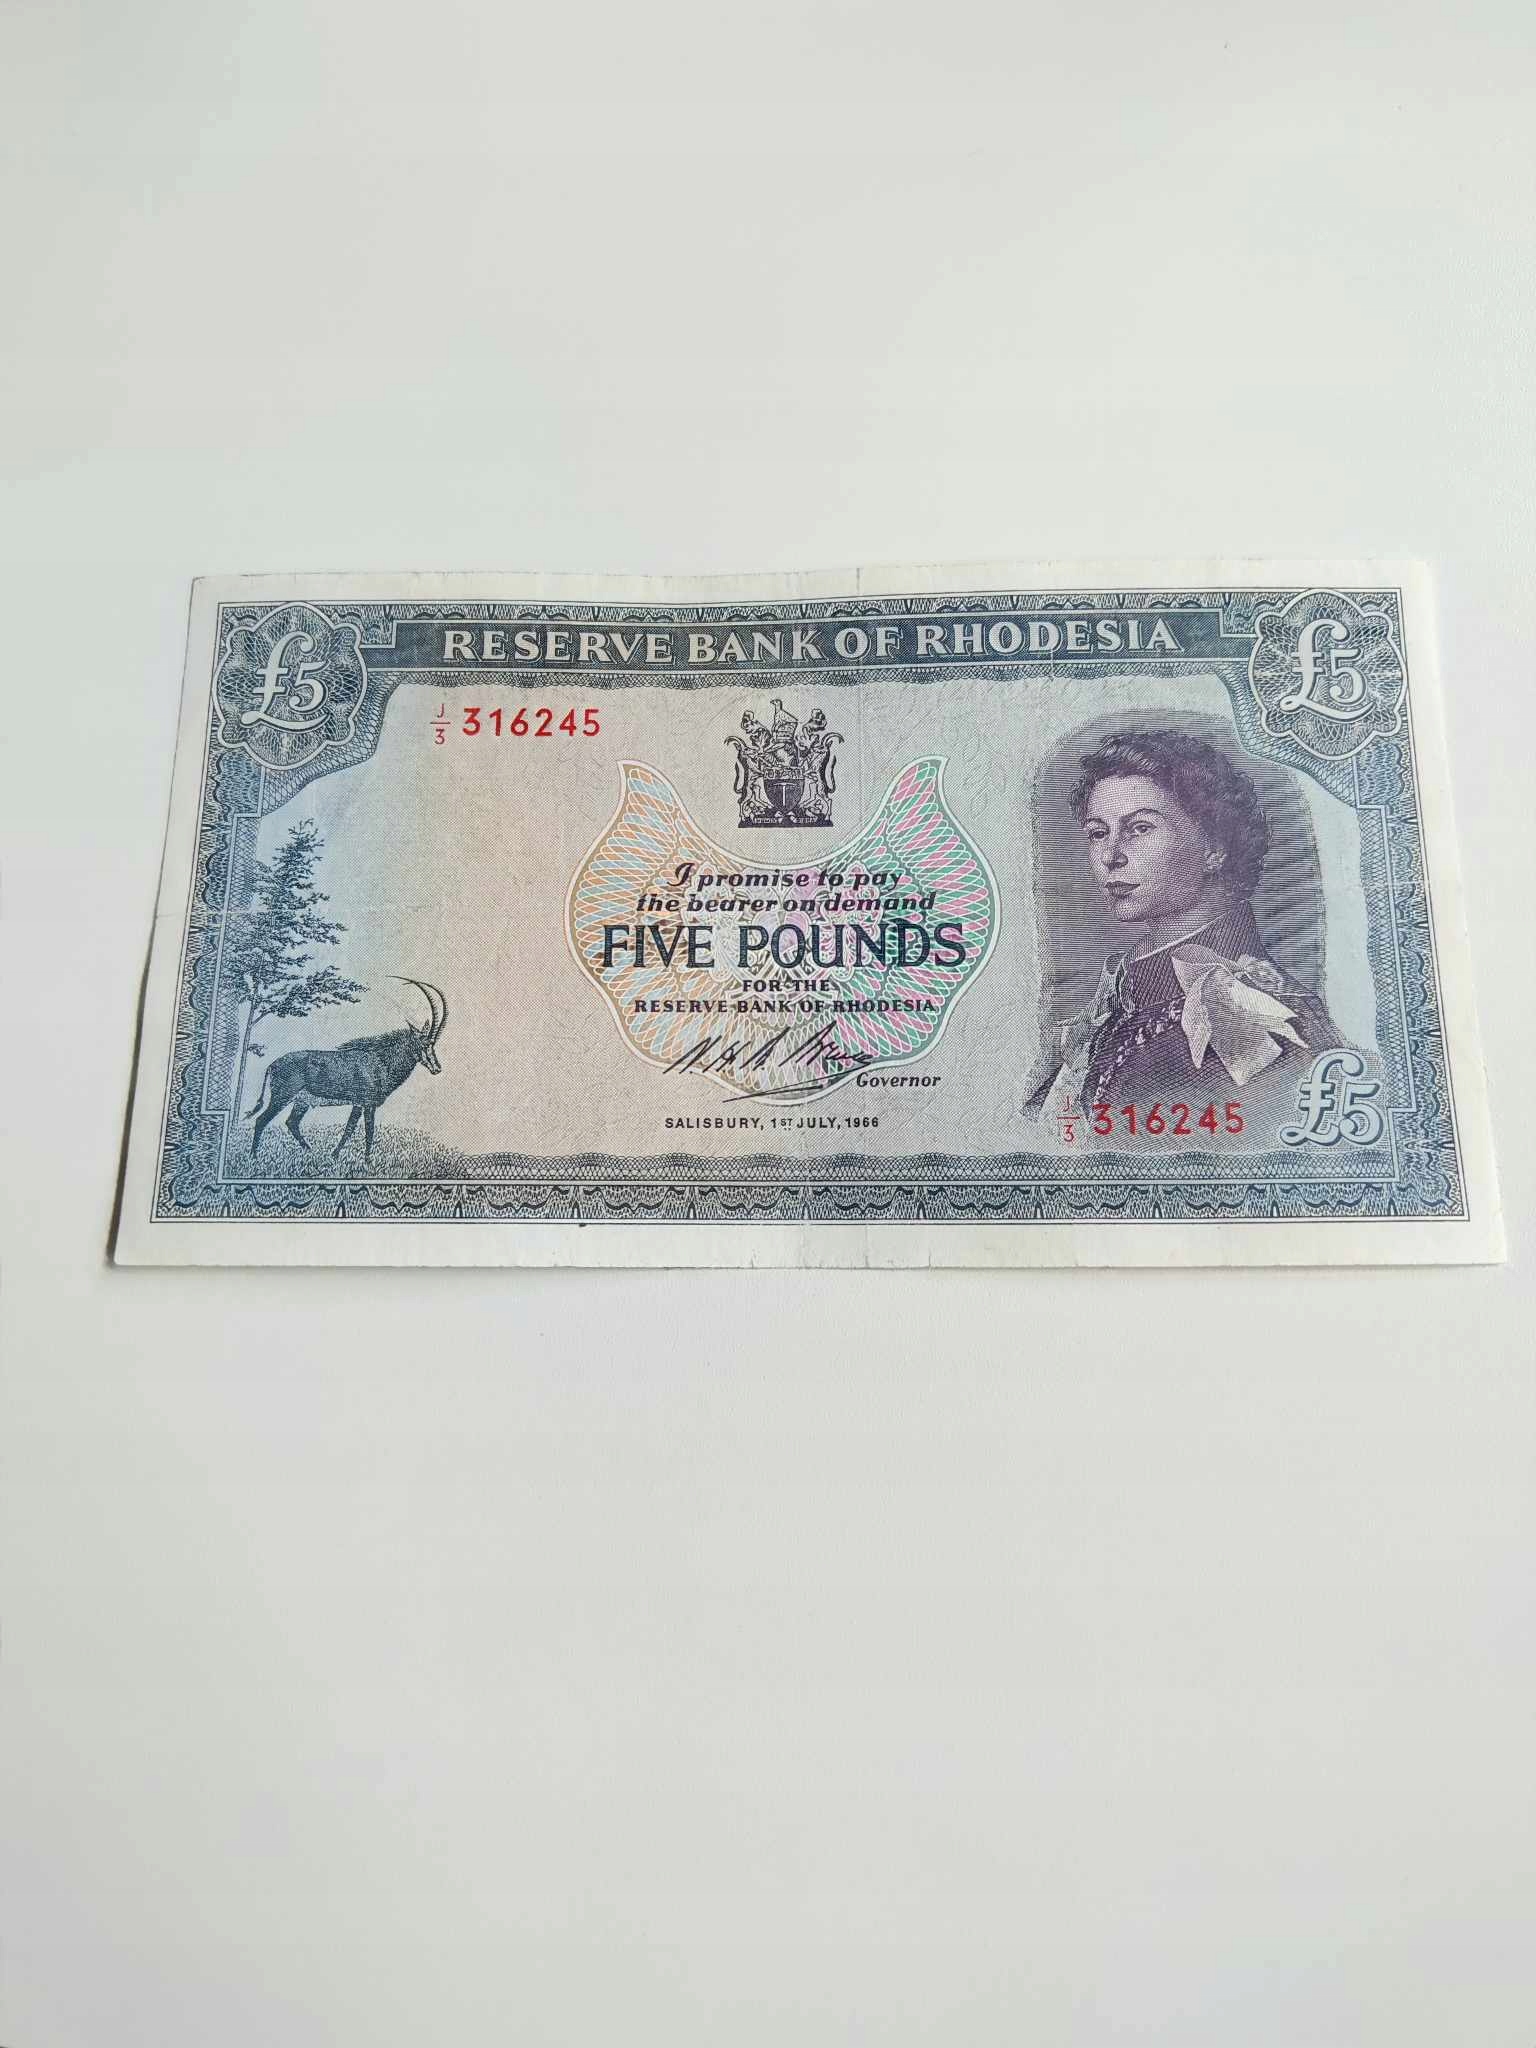 £5
RESERVE BANK OF RHODESIA
£5
J/3 316245
I promise to pay
the bearer on demand
FIVE POUNDS
FOR THE
RESERVE BANK OF RHODESIA
Governor
SALISBURY, 1ST JULY, 1966
J/3 316245
£5